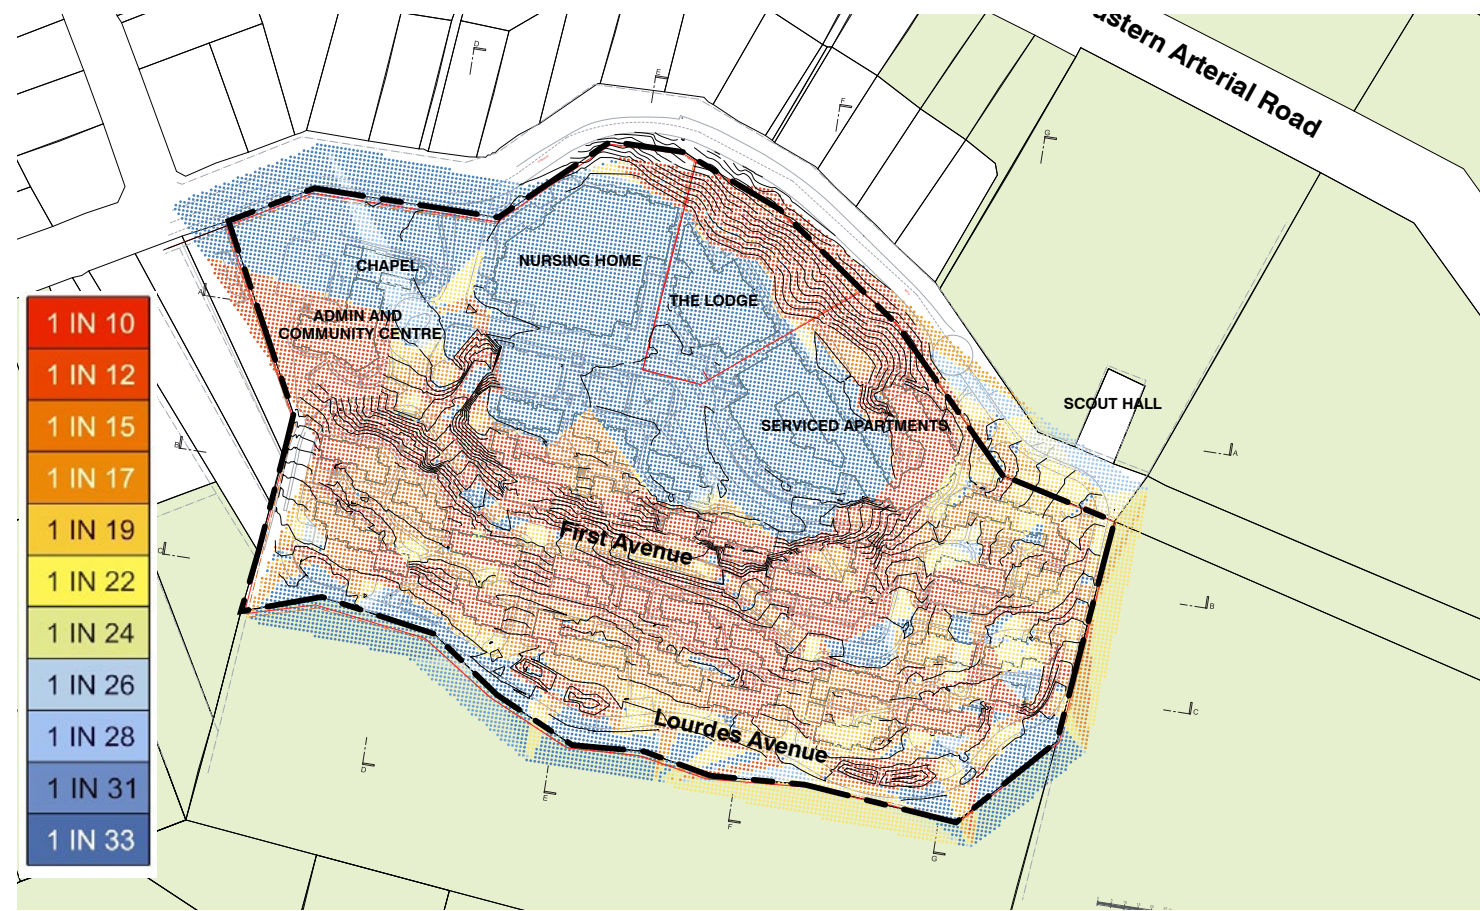 astern Arterial Road
D
E
F
G
CHAPEL
NURSING HOME
THE LODGE
A
ADMIN AND
COMMUNITY CENTRE
1 IN 10
1 IN 12
1 IN 15
1 IN 17
1 IN 19
1 IN 22
1 IN 24
1 IN 26
1 IN 28
1 IN 31
1 IN 33
SCOUT HALL
SERVICED APARTMENTS
B
A
First Avenue
C
B
C
Lourdes Avenue
D
E
F
G